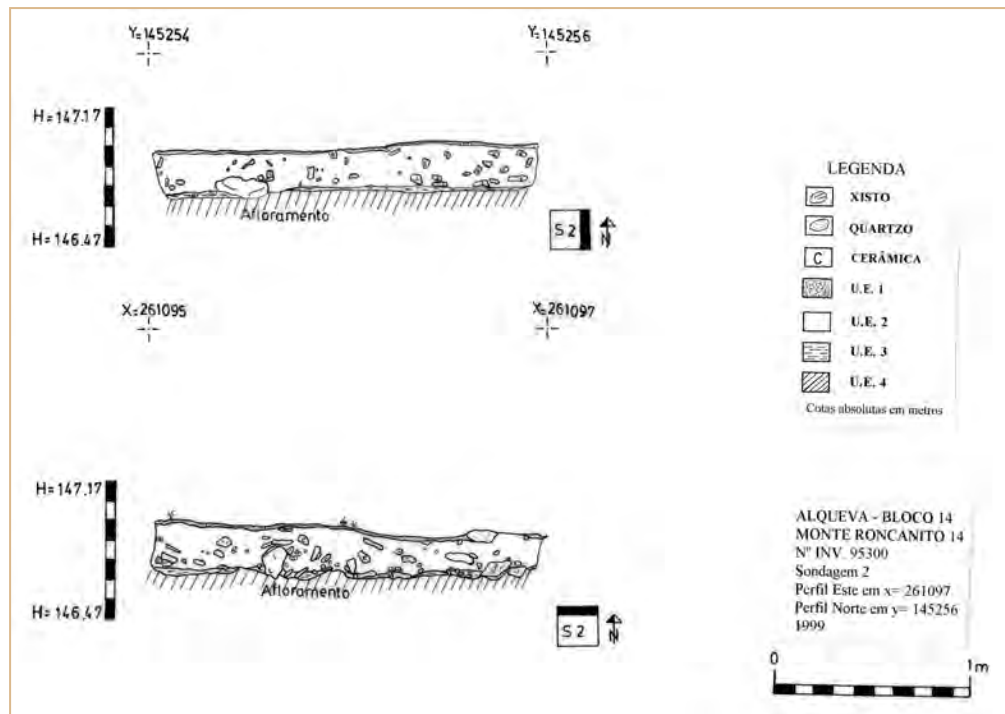 Y=145254
Y=145256
H=147.17
H=146.47
Afloramento
S 2
N
X=261095
X=261097
H=147.17
H=146.47
Afloramento
S 2
N
LEGENDA
XISTO
QUARTZO
C CERÂMICA
U.E. 1
U.E. 2
U.E. 3
U.E. 4
Cotas absolutas em metros
ALQUEVA - BLOCO 14
MONTE RONCANITO 14
Nº INV. 95300
Sondagem 2
Perfil Este em x= 261097
Perfil Norte em y= 145256
1999
0 1m